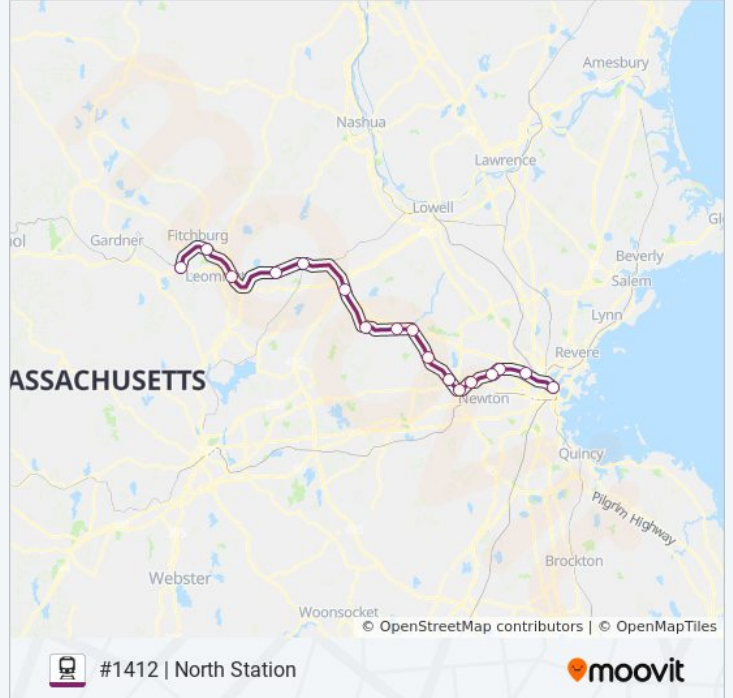 Amesbury
Nashua
Lawrence
Lowell
Gl
Fitchburg
ol
Gardner
Beverly
Leom
Salem
Lynn
Revere
ASSACHUSETTS
Newton
Quincy
Pilgrim Highway
Brockton
Webster
Woonsocket
© OpenStreetMap contributors | © OpenMapTiles
#1412 | North Station
moovit